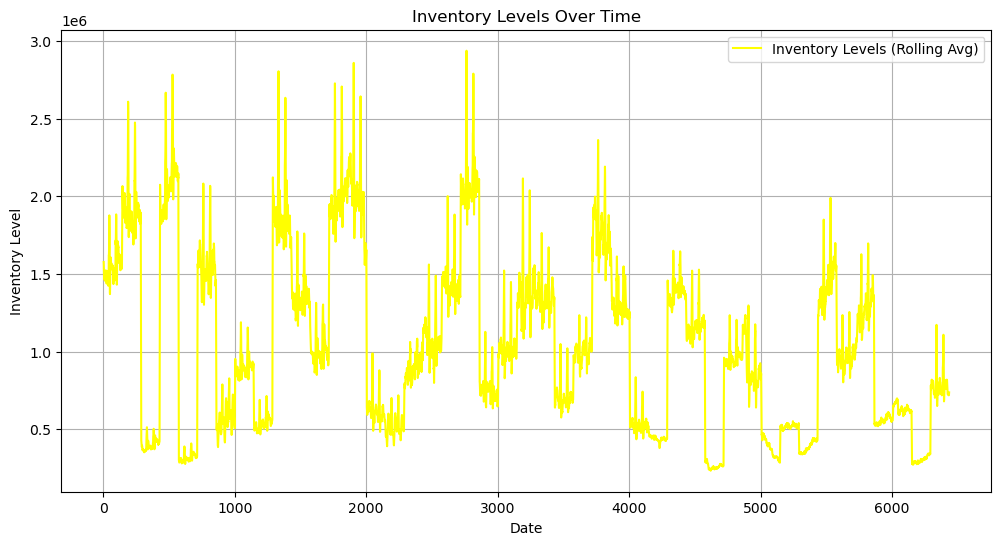 Inventory Levels Over Time
1e6
3.0
2.5
2.0
1.5
1.0
0.5
Inventory Level
Inventory Levels (Rolling Avg)
0 1000 2000 3000 4000 5000 6000
Date